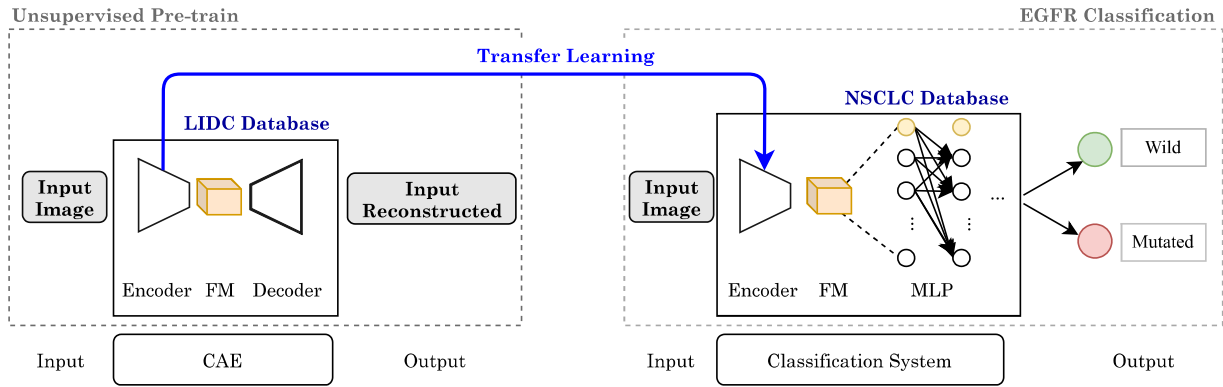 Unsupervised Pre-train
EGFR Classification
Transfer Learning
LIDC Database
NSCLC Database
Input
Image
Input
Reconstructed
Encoder FM Decoder
Input
Image
...
⋮ ⋮
Encoder FM MLP
Wild
Mutated
Input CAE Output
Input Classification System Output